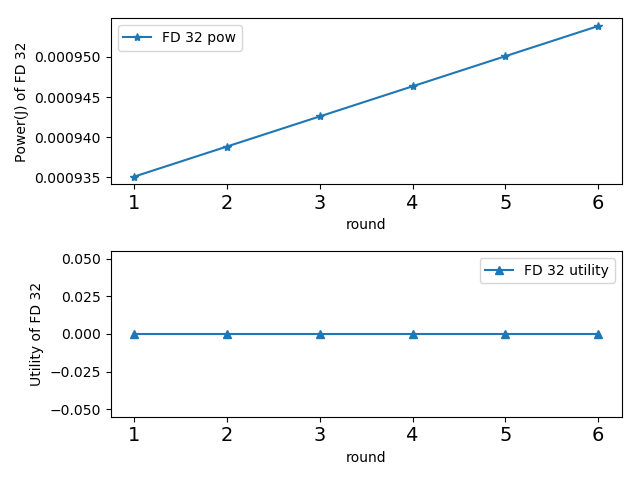 FD 32 pow
Power(J) of FD 32
0.000950
0.000945
0.000940
0.000935
1 2 3 4 5 6
round
FD 32 utility
Utility of FD 32
0.050
0.025
0.000
−0.025
−0.050
1 2 3 4 5 6
round